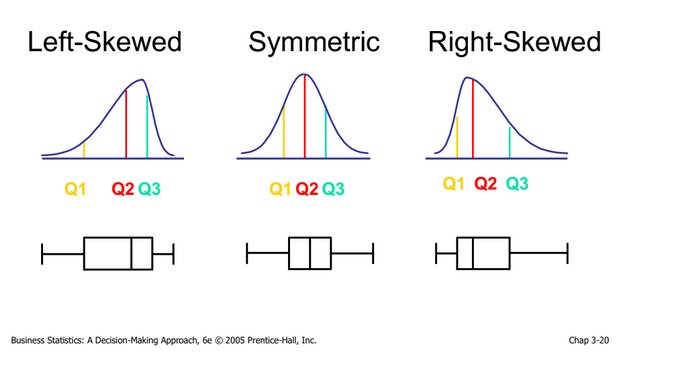 Left-Skewed Symmetric Right-Skewed
Q1 Q2 Q3 Q1 Q2 Q3 Q1 Q2 Q3
Business Statistics: A Decision-Making Approach, 6e © 2005 Prentice-Hall, Inc. Chap 3-20